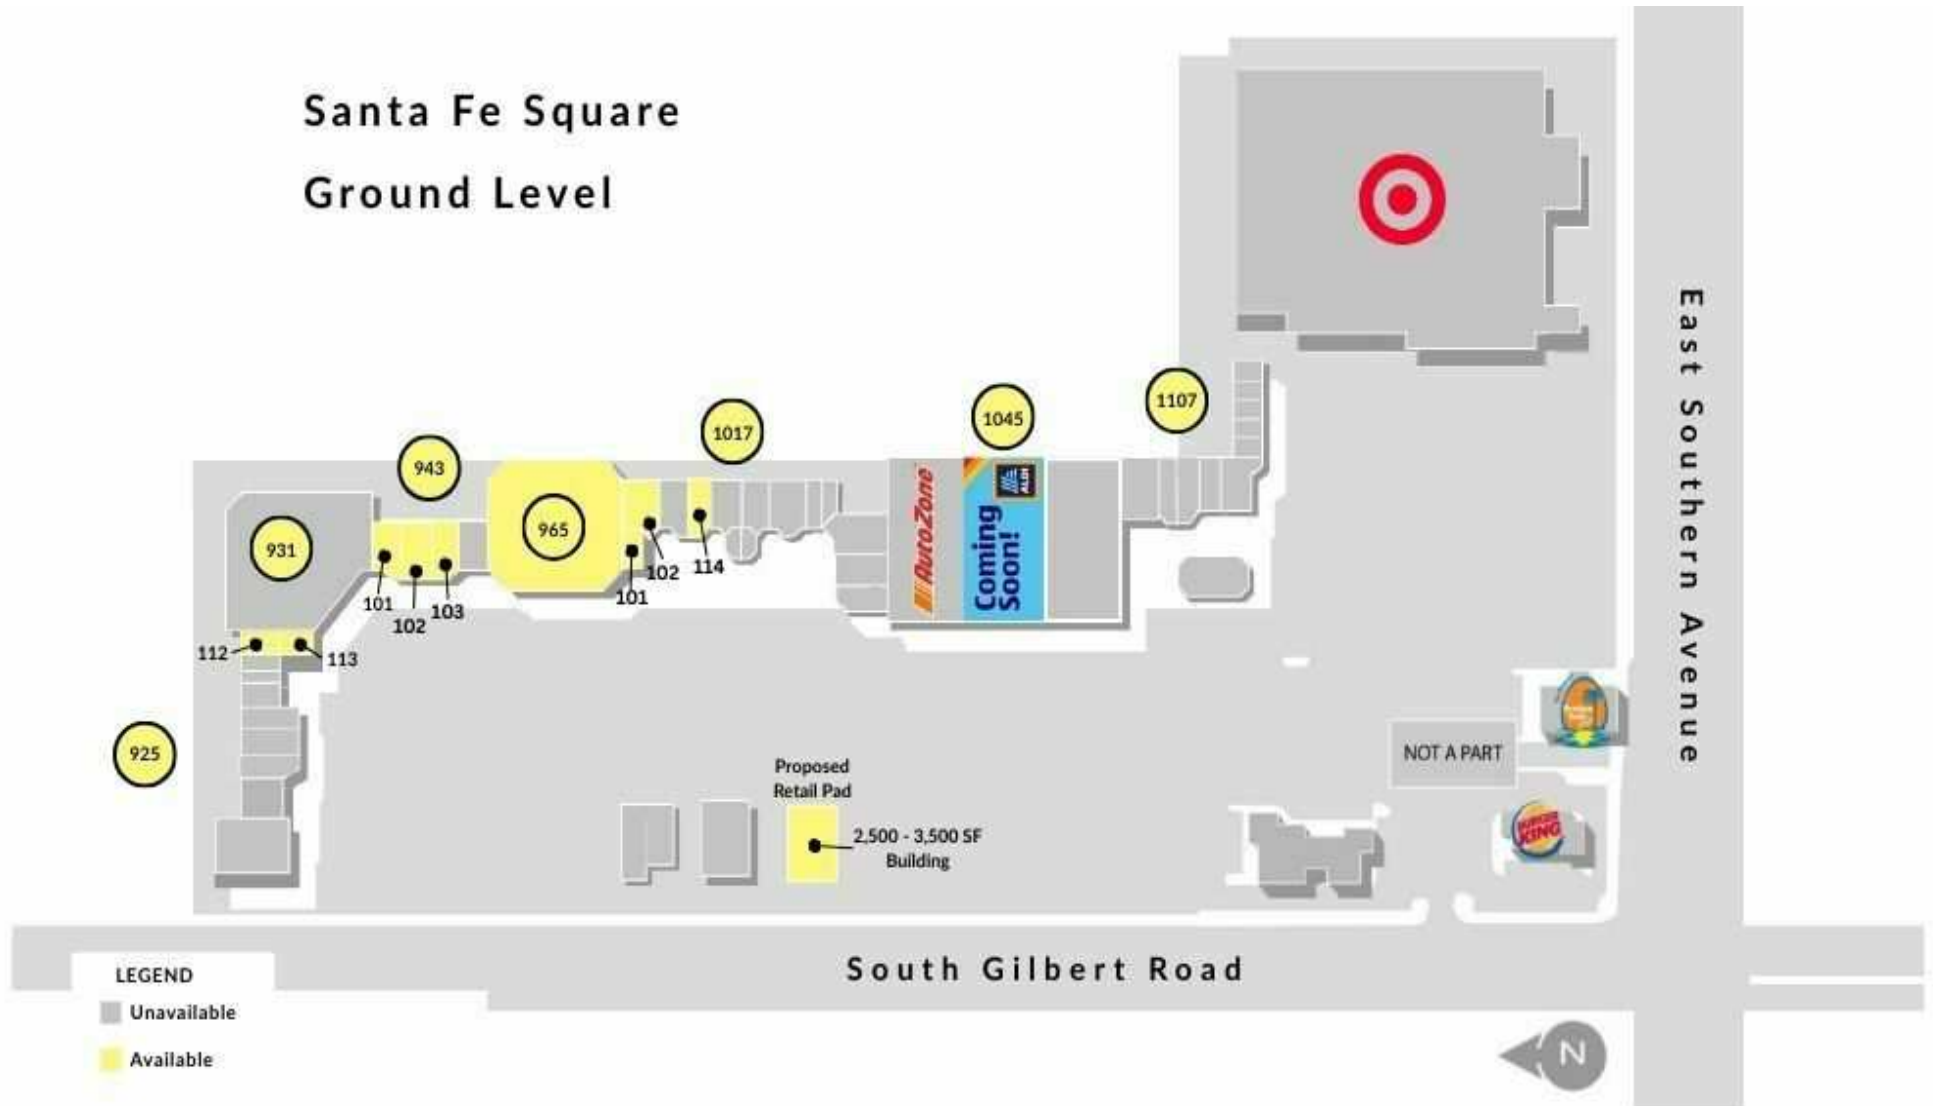 Santa Fe Square
Ground Level
East Southern Avenue
1107
1045
1017
943
965
931
AutoZone
ALDI
Coming
Soon!
102
114
101
101
103
102
112
113
925
NOT A PART
Proposed
Retail Pad
2,500 - 3,500 SF
Building
BURGER
KING
South Gilbert Road
LEGEND
Unavailable
Available
N